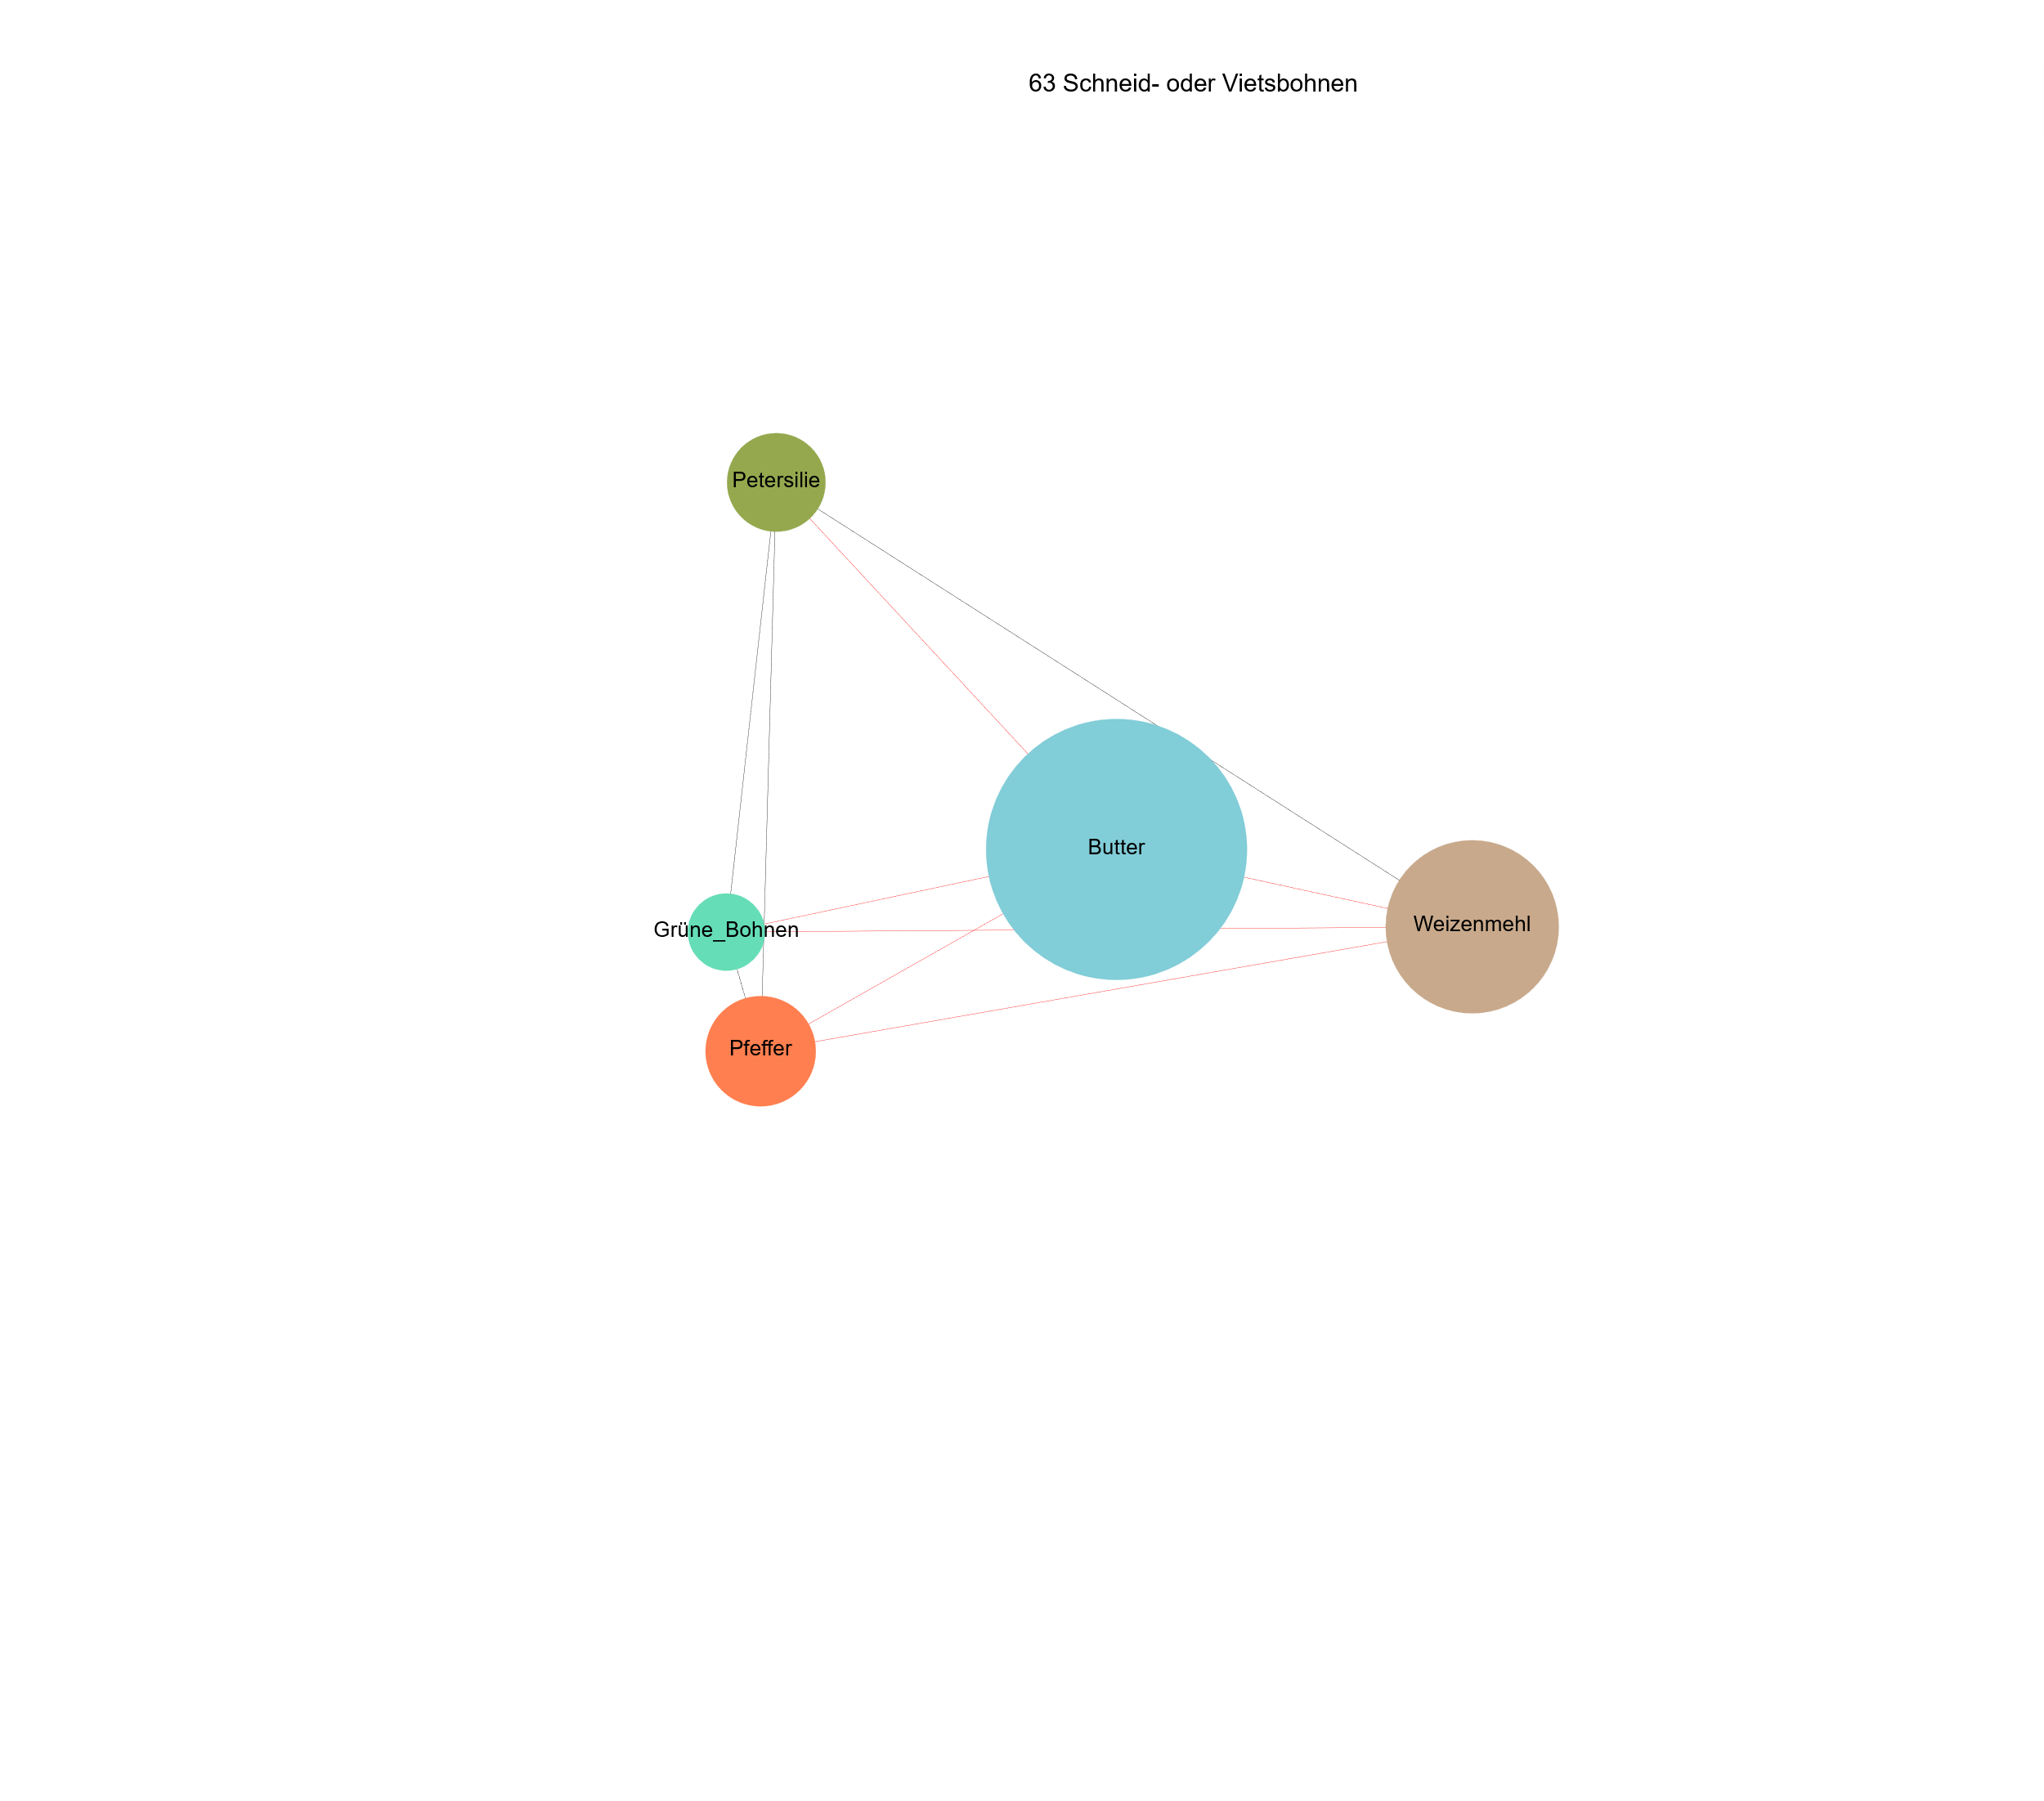 63 Schneid- oder Vietsbohnen
Petersilie
Butter
Weizenmehl
Grüne_Bohnen
Pfeffer